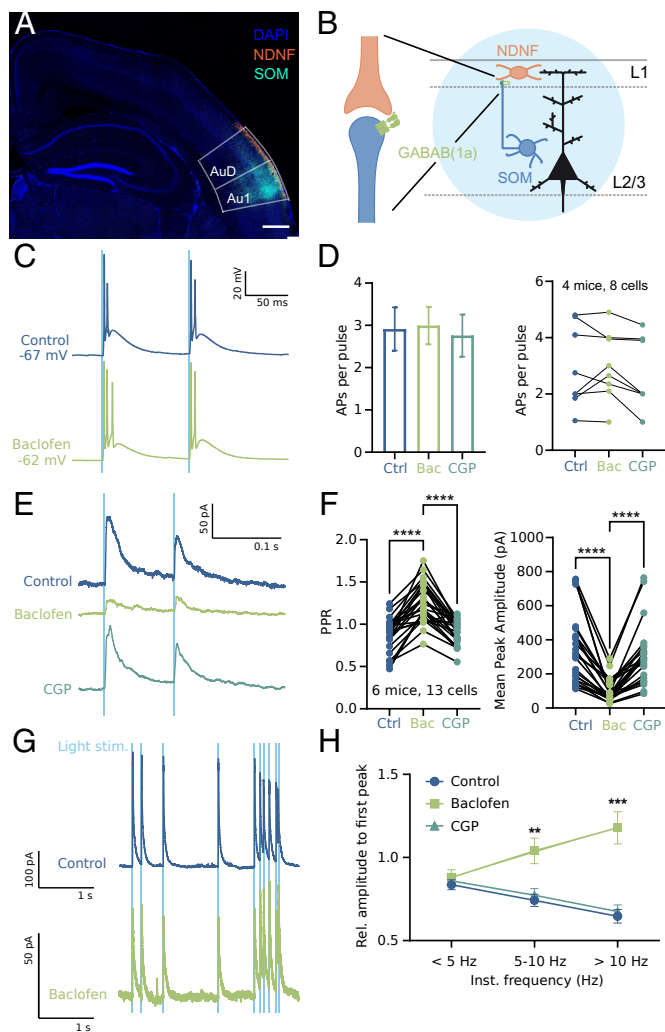 A
DAPI
NDNF
SOM
AuD
Au1
B
NDNF
L1
GABAB(1a)
SOM
L2/3
C
20 mV
50 ms
Control
-67 mV
Baclofen
-62 mV
D
APs per pulse
4
3
2
1
0
Ctrl Bac CGP
APs per pulse
6
4
2
0
4 mice, 8 cells
Ctrl Bac CGP
E
50 pA
0.1 s
Control
Baclofen
CGP
F
PPR
2.0
1.5
1.0
0.5
0.0
**** ****
6 mice, 13 cells
Ctrl Bac CGP
Mean Peak Amplitude (pA)
1000
800
600
400
200
0
**** ****
Ctrl Bac CGP
G
Light stim.
Control
100 pA
1 s
Baclofen
50 pA
1 s
H
Rel. amplitude to first peak
1.5
1.0
0.5
Control
Baclofen
CGP
** ***
< 5 Hz 5-10 Hz > 10 Hz
Inst. frequency (Hz)